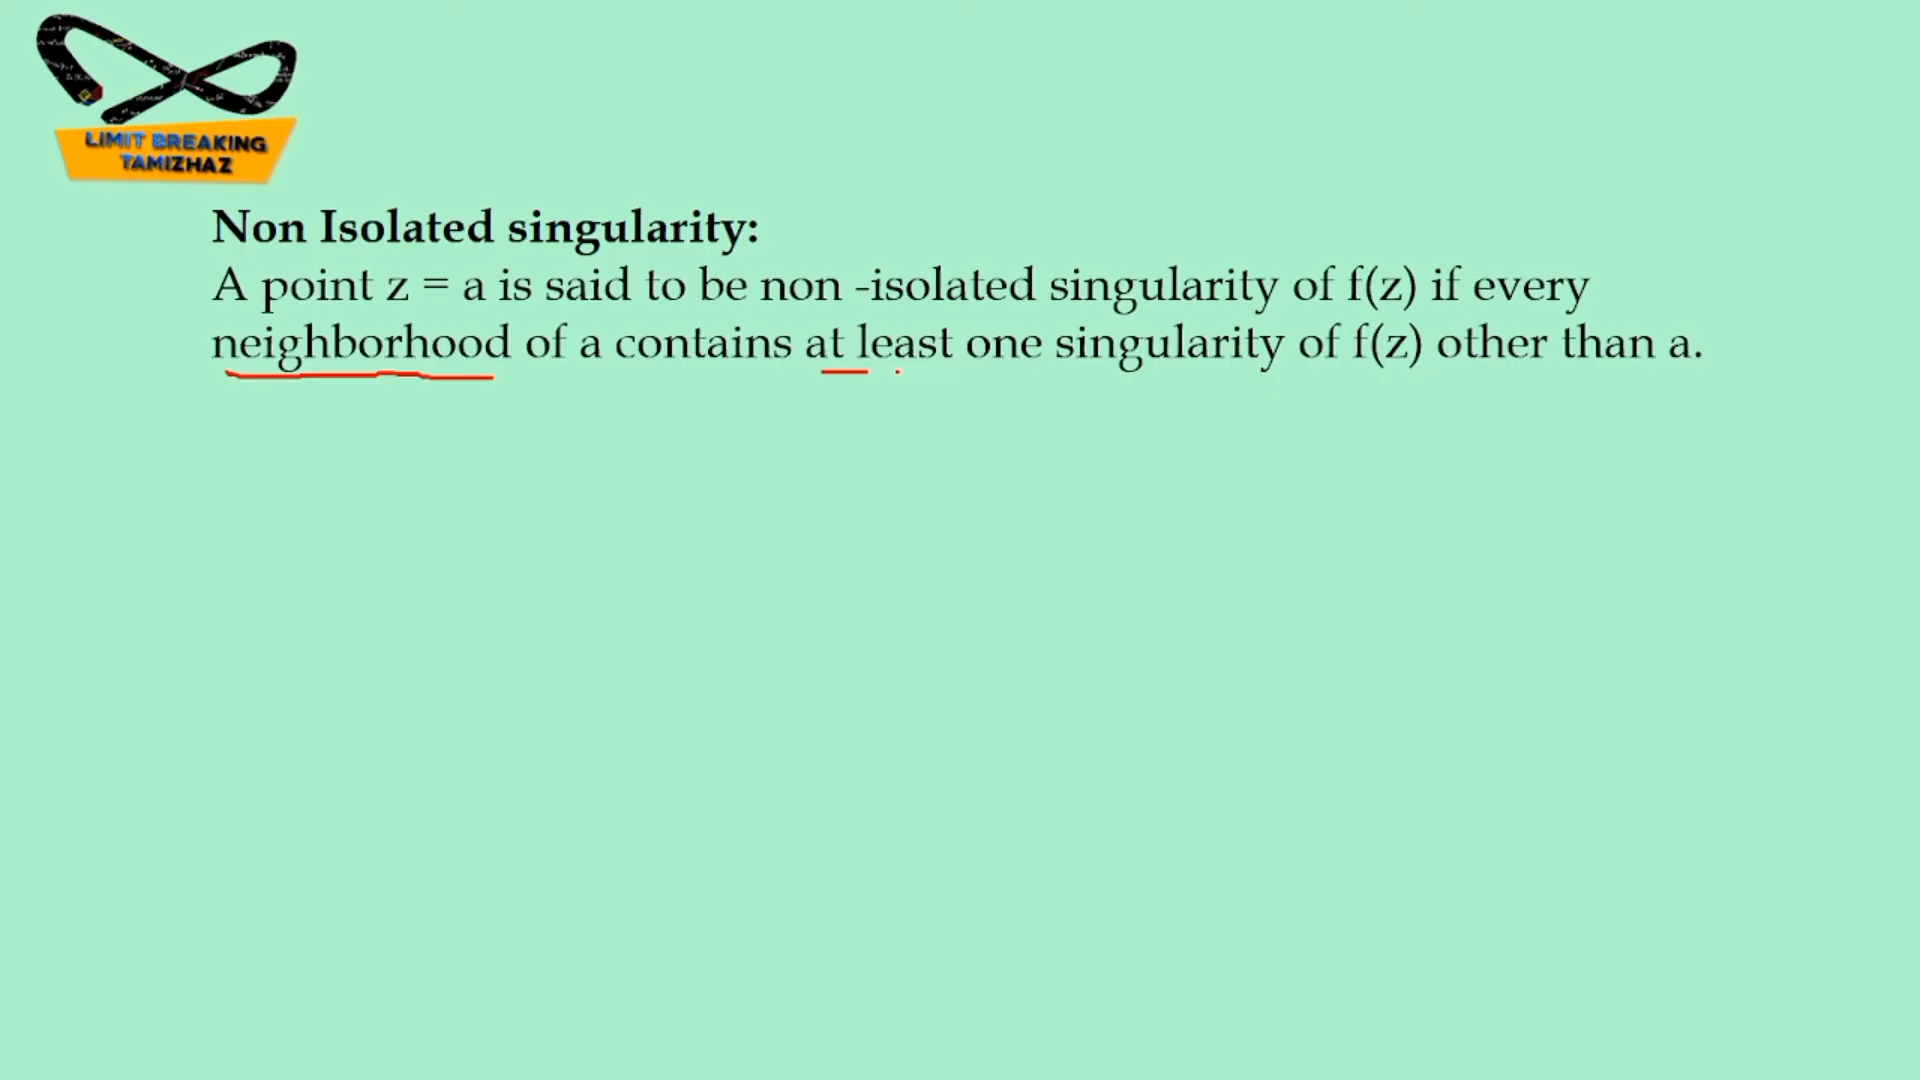 LIMIT BREAKING
TAMIZHAZ
Non Isolated singularity:
A point z = a is said to be non -isolated singularity of f(z) if every
neighborhood of a contains at least one singularity of f(z) other than a.